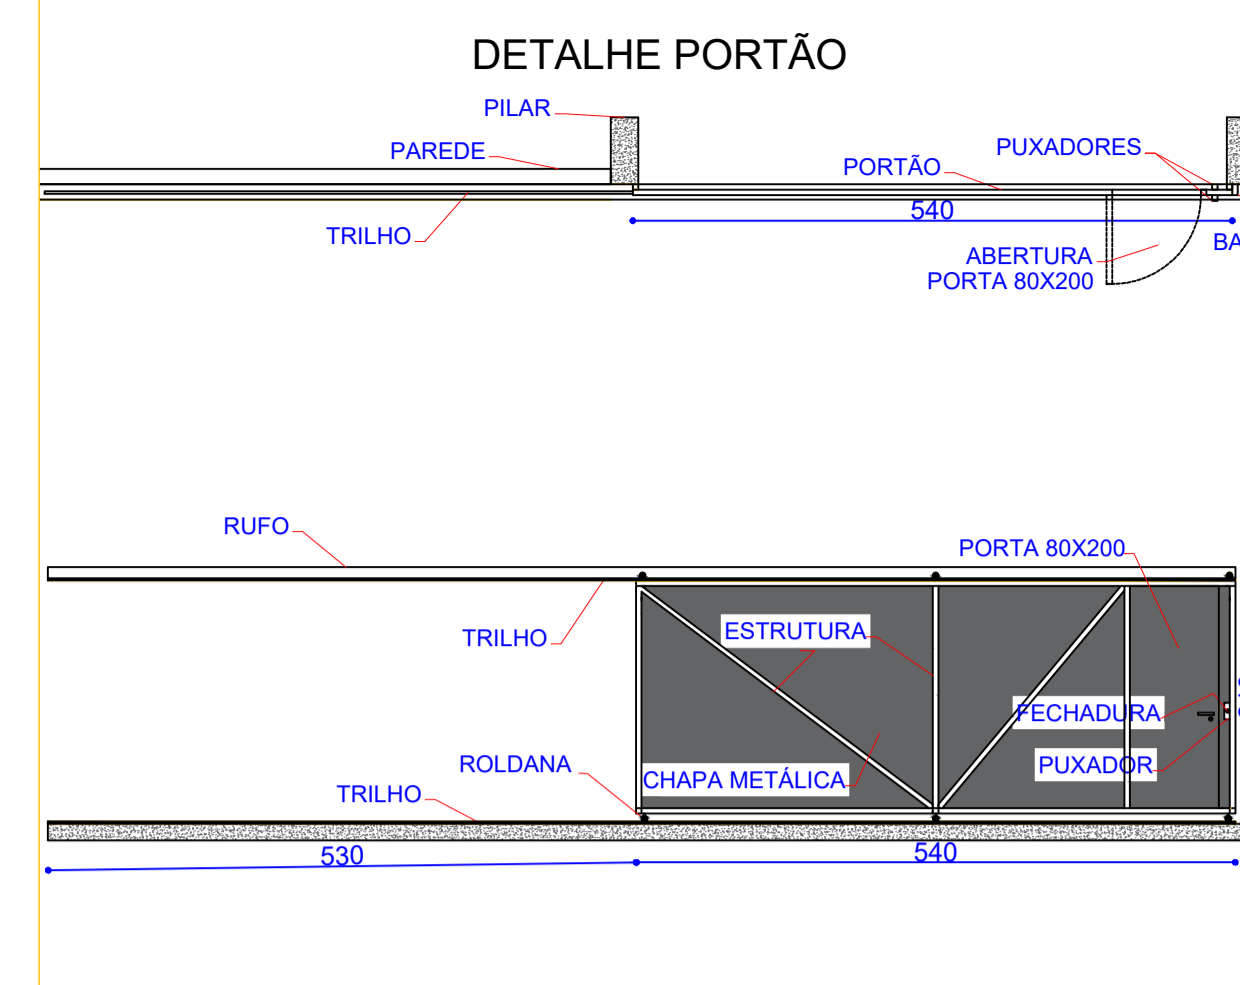 DETALHE PORTÃO
PILAR
PAREDE
PUXADORES
PORTÃO
540
TRILHO
BA
ABERTURA
PORTA 80X200
RUFO
PORTA 80X200
TRILHO
ESTRUTURA
FECHADURA
ROLDANA
PUXADOR
CHAPA METÁLICA
TRILHO
530
540